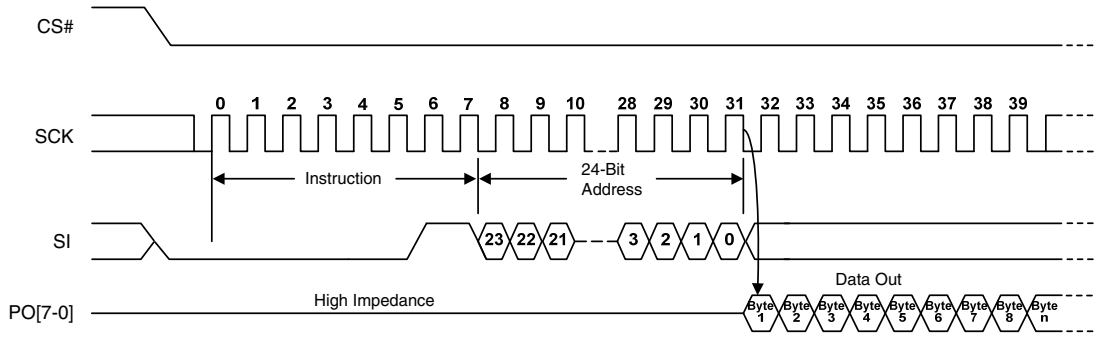 CS#
0 1 2 3 4 5 6 7 8 9 10 28 29 30 31 32 33 34 35 36 37 38 39
SCK
Instruction
24-Bit
Address
SI
23 22 21 3 2 1 0
Data Out
High Impedance
PO[7-0]
Byte 1 Byte 2 Byte 3 Byte 4 Byte 5 Byte 6 Byte 7 Byte 8 Byte n